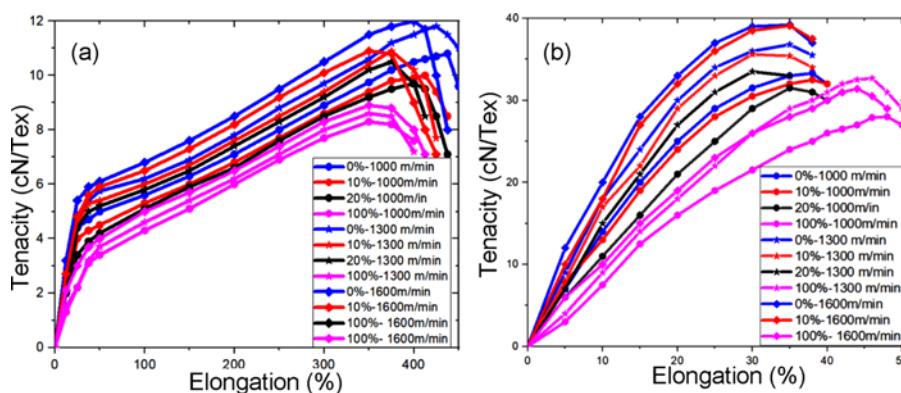 (a)
Tenacity (cN/Tex)
12
10
8
6
4
2
0
0%-1000 m/min
10%-1000m/min
20%-1000m/min
100%-1000m/min
0%-1300 m/min
10%-1300 m/min
20%-1300 m/min
100%-1300 m/min
0%-1600m/min
10%-1600m/min
100%- 1600m/min
100%- 1600m/min
0 100 200 300 400
Elongation (%)
(b)
Tenacity (cN/Tex)
40
30
20
10
0
0%-1000 m/min
10%-1000m/min
20%-1000m/in
100%-1000m/min
0%-1300 m/min
10%-1300 m/min
20%-1300 m/min
100%-1300 m/min
0%-1600m/min
10%-1600m/min
100%- 1600m/min
0 10 20 30 40
Elongation (%)